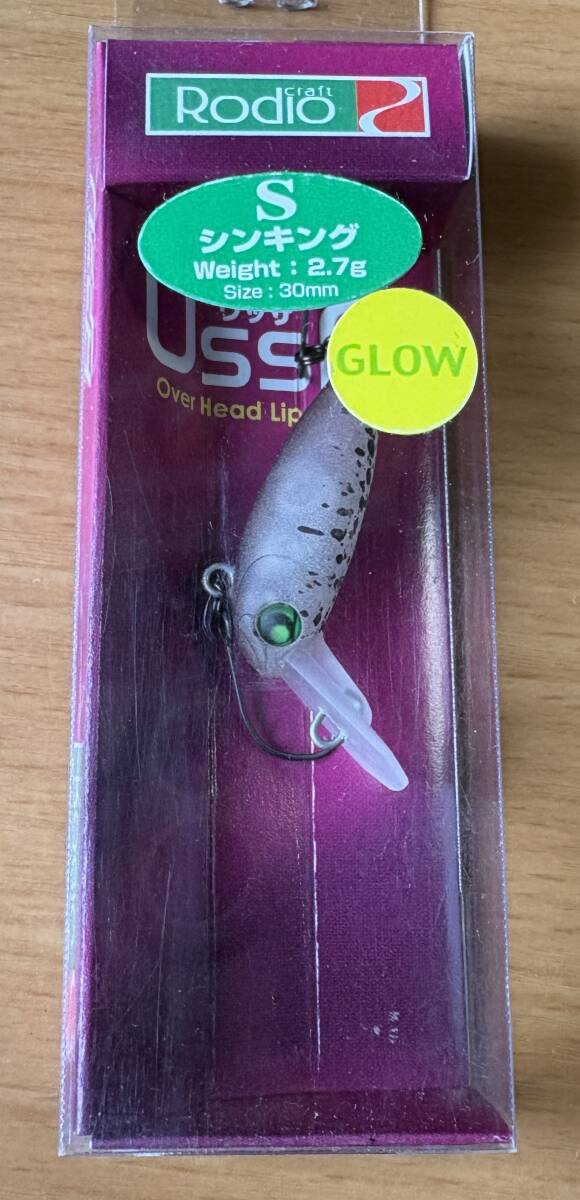 craft
Rodio
S
シンキング
Weight : 2.7g
Size : 30mm
GLOW
Over Head Lip